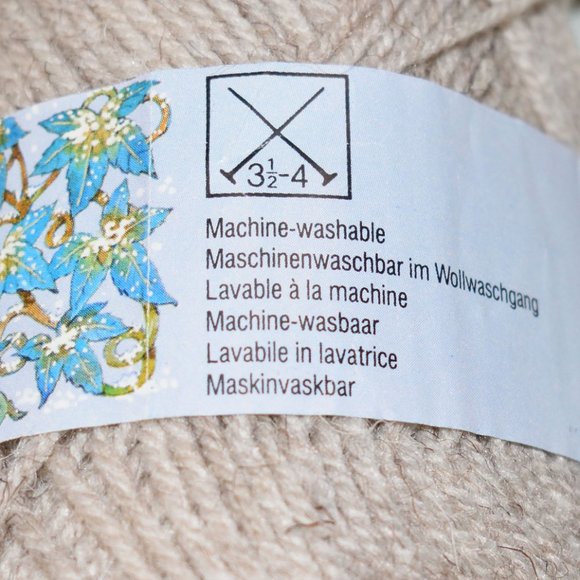 3½-4
Machine-washable
Maschinenwaschbar im Wollwaschgang
Lavable à la machine
Machine-wasbaar
Lavabile in lavatrice
Maskinvaskbar